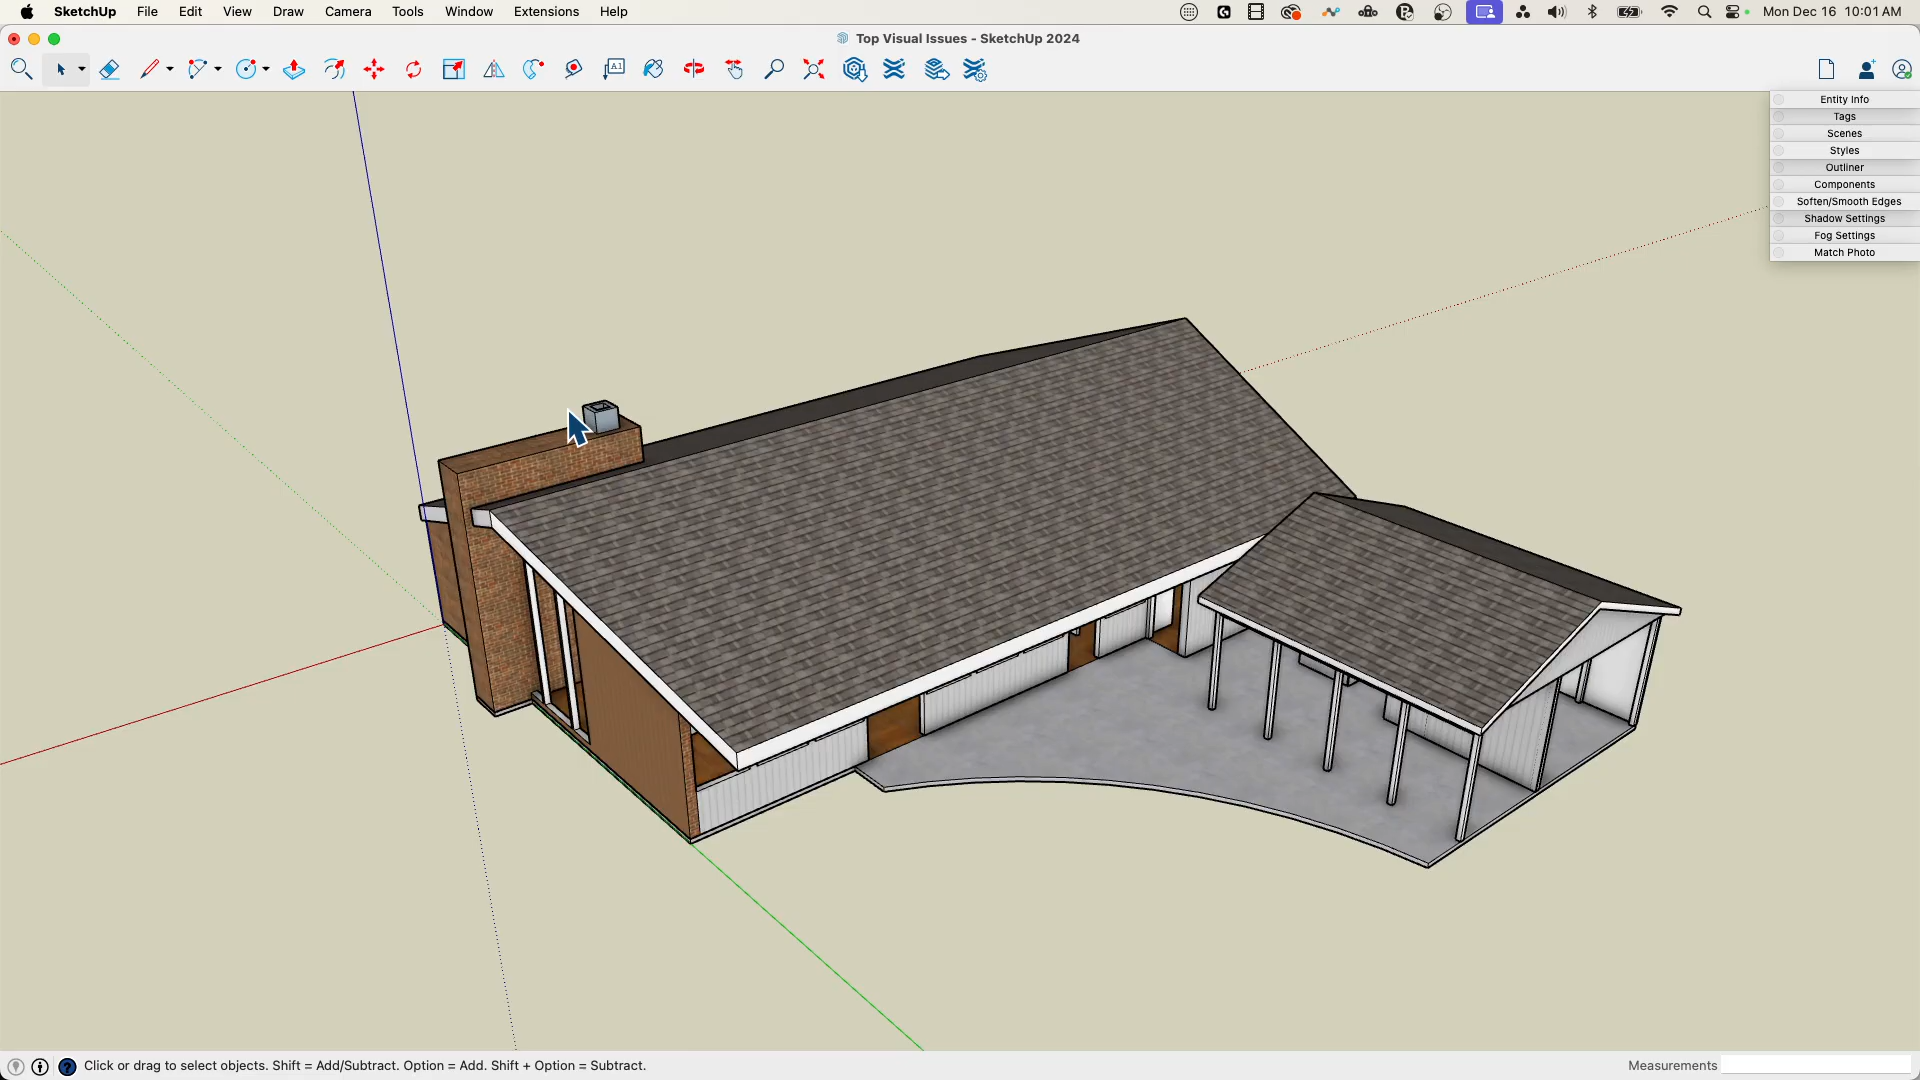 SketchUp File Edit View Draw Camera Tools Window Extensions Help Mon Dec 16 10:01 AM
Top Visual Issues - SketchUp 2024
A1
Entity Info
Tags
Scenes
Styles
Outliner
Components
Soften/Smooth Edges
Shadow Settings
Fog Settings
Match Photo
Click or drag to select objects. Shift = Add/Subtract. Option = Add. Shift + Option = Subtract. Measurements